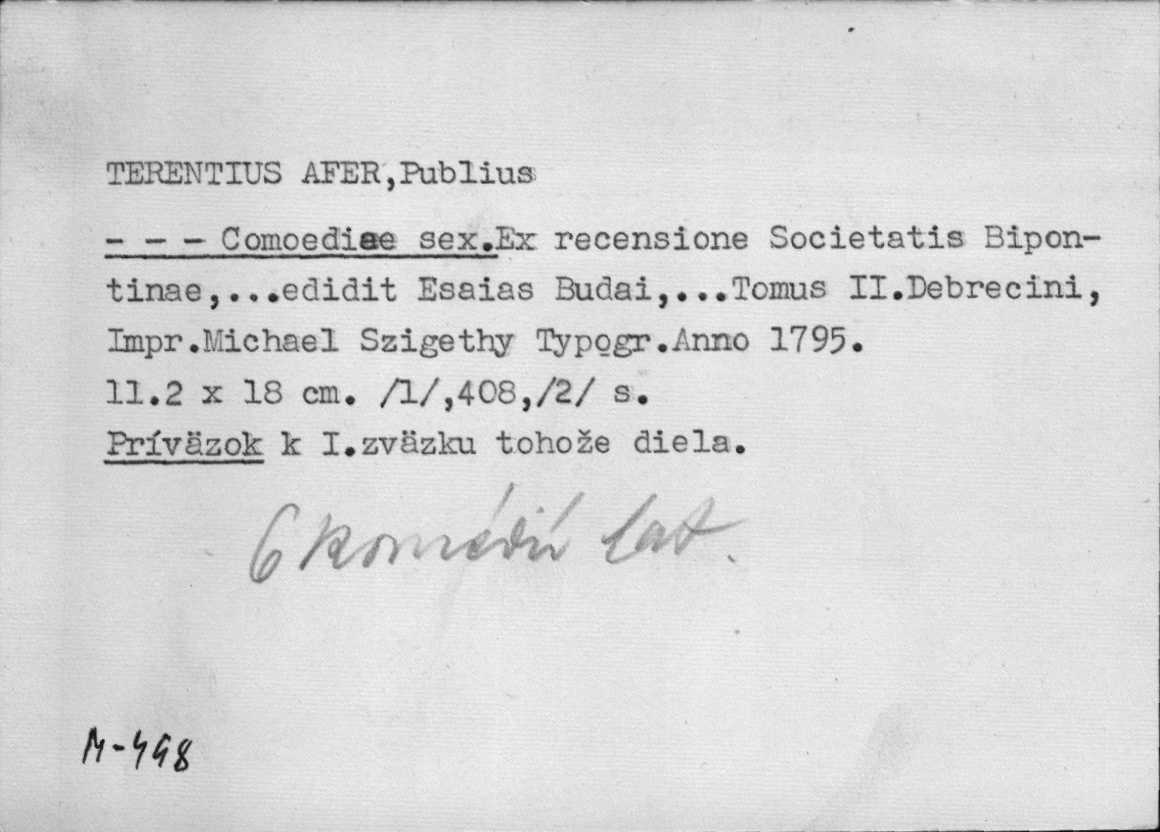 TERENTIUS AFER,Publius
- - - Comoediae sex.Ex recensione Societatis Bipon-
tinae,...edidit Esaias Budai,...Tomus II.Debrecini,
Impr.Michael Szigethy Typogr.Anno 1795.
11.2 x 18 cm. /1/,408,/2/ s.
Príväzok k I.zväzku tohože diela.
6 komédií lat.
M-498